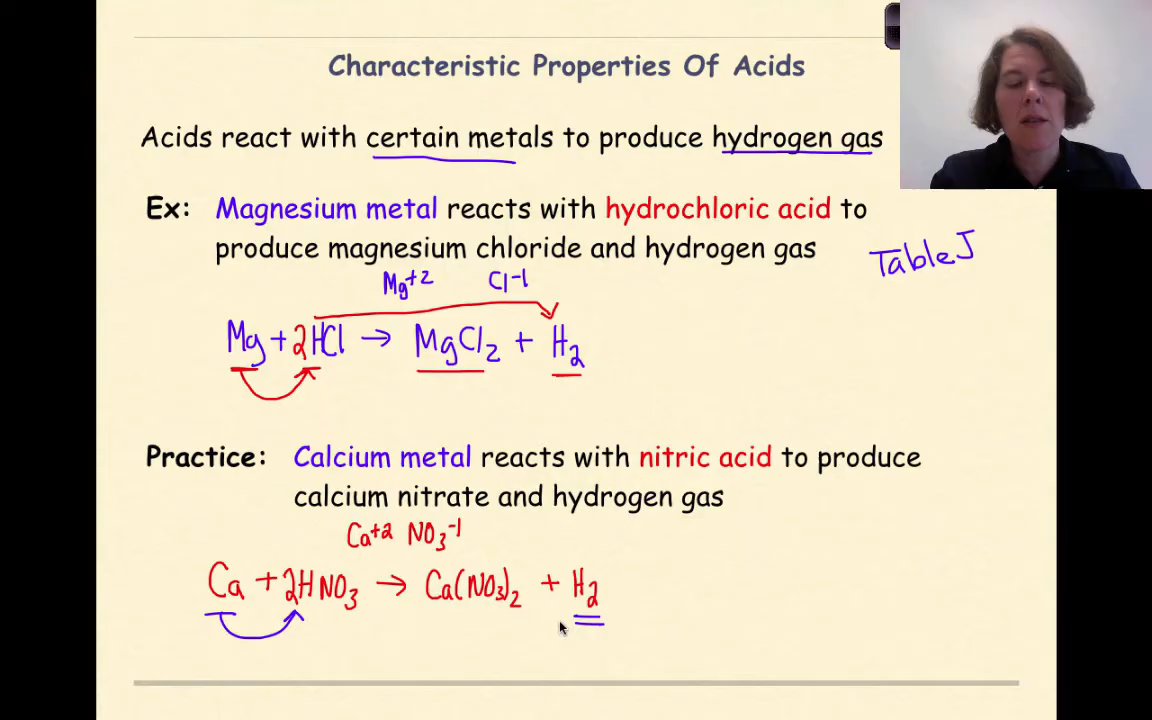 Characteristic Properties Of Acids
Acids react with certain metals to produce hydrogen gas
Ex: Magnesium metal reacts with hydrochloric acid to
produce magnesium chloride and hydrogen gas
Table J
Mg+2 Cl-1
Mg + 2HCl → MgCl2 + H2
Practice: Calcium metal reacts with nitric acid to produce
calcium nitrate and hydrogen gas
Ca+2 NO3-1
Ca + 2HNO3 → Ca(NO3)2 + H2